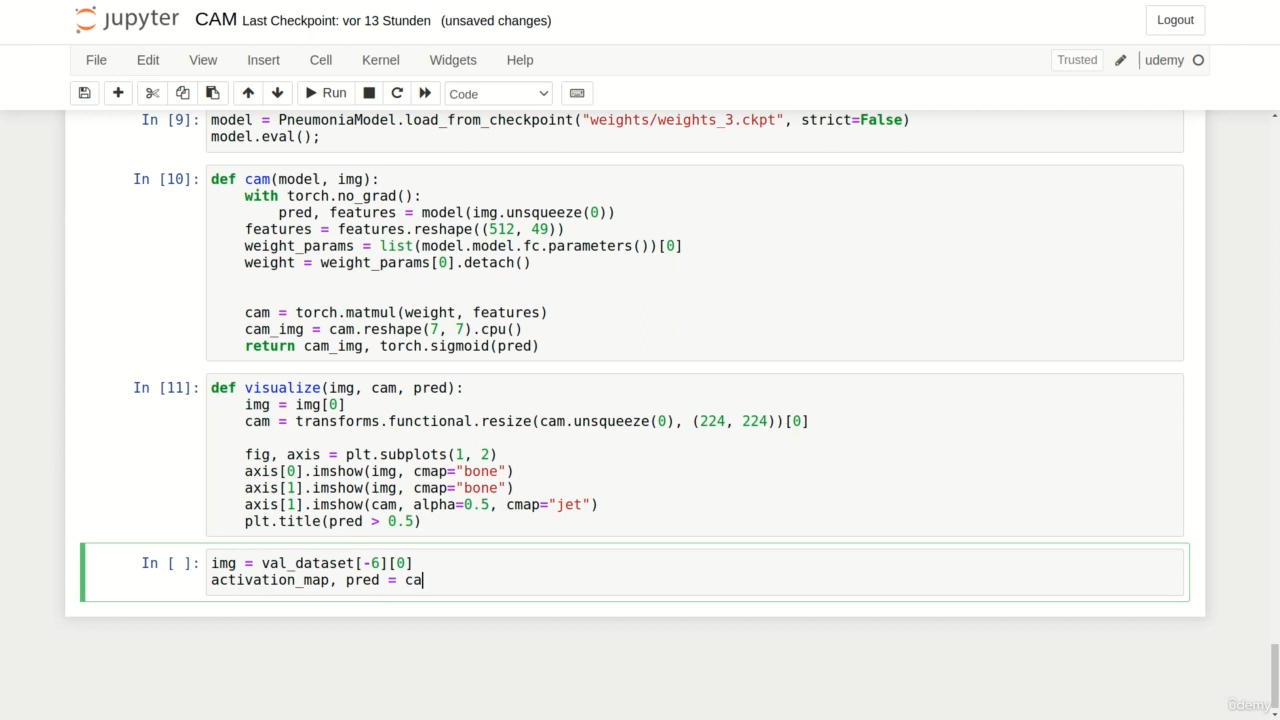 jupyter CAM Last Checkpoint: vor 13 Stunden (unsaved changes) Logout
File Edit View Insert Cell Kernel Widgets Help Trusted udemy
Run Code
In [9]: model = PneumoniaModel.load_from_checkpoint("weights/weights_3.ckpt", strict=False)
model.eval();
In [10]: def cam(model, img):
    with torch.no_grad():
        pred, features = model(img.unsqueeze(0))
    features = features.reshape((512, 49))
    weight_params = list(model.model.fc.parameters())[0]
    weight = weight_params[0].detach()
    cam = torch.matmul(weight, features)
    cam_img = cam.reshape(7, 7).cpu()
    return cam_img, torch.sigmoid(pred)
In [11]: def visualize(img, cam, pred):
    img = img[0]
    cam = transforms.functional.resize(cam.unsqueeze(0), (224, 224))[0]
    fig, axis = plt.subplots(1, 2)
    axis[0].imshow(img, cmap="bone")
    axis[1].imshow(img, cmap="bone")
    axis[1].imshow(cam, alpha=0.5, cmap="jet")
    plt.title(pred > 0.5)
In [ ]: img = val_dataset[-6][0]
activation_map, pred = ca
Udemy